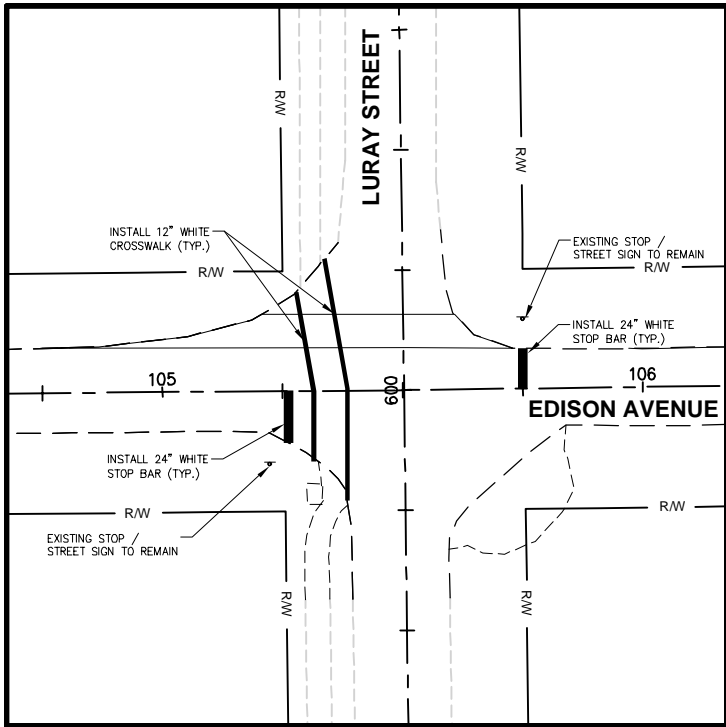 LURAY STREET
R/W
R/W
INSTALL 12" WHITE
CROSSWALK (TYP.)
EXISTING STOP /
STREET SIGN TO REMAIN
R/W
R/W
INSTALL 24" WHITE
STOP BAR (TYP.)
105
600
106
EDISON AVENUE
INSTALL 24" WHITE
STOP BAR (TYP.)
R/W
R/W
EXISTING STOP /
STREET SIGN TO REMAIN
R/W
R/W